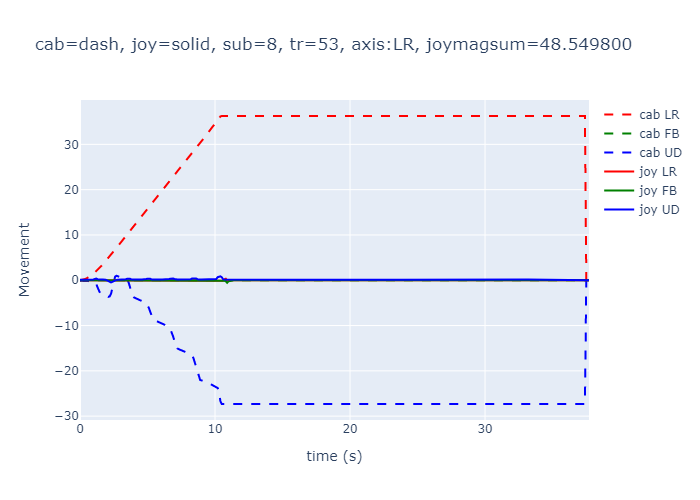 cab=dash, joy=solid, sub=8, tr=53, axis:LR, joymagsum=48.549800
cab LR
cab FB
cab UD
joy LR
joy FB
joy UD
Movement
30
20
10
0
−10
−20
−30
0
10
20
30
time (s)